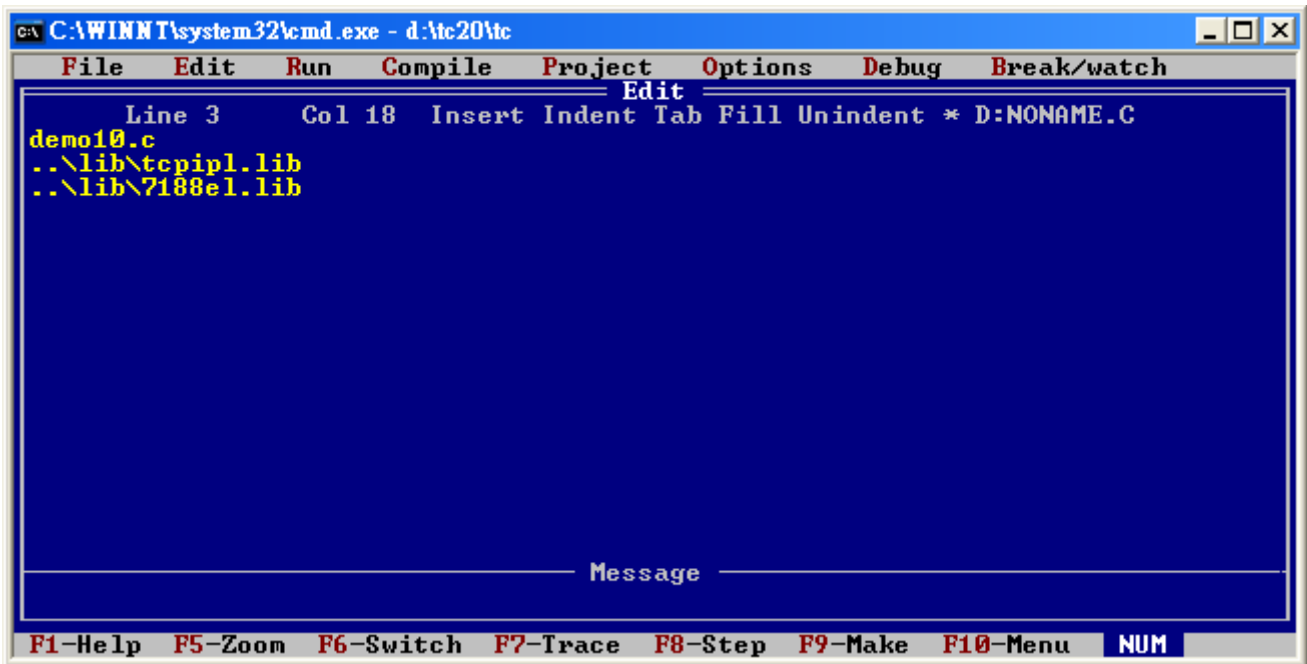 C:\WINNT\system32\cmd.exe - d:\tc20\tc
File Edit Run Compile Project Options Debug Break/watch
Edit
Line 3 Col 18 Insert Indent Tab Fill Unindent * D:NONAME.C
demo10.c
..\lib\tcpipl.lib
..\lib\7188el.lib
Message
F1-Help F5-Zoom F6-Switch F7-Trace F8-Step F9-Make F10-Menu NUM